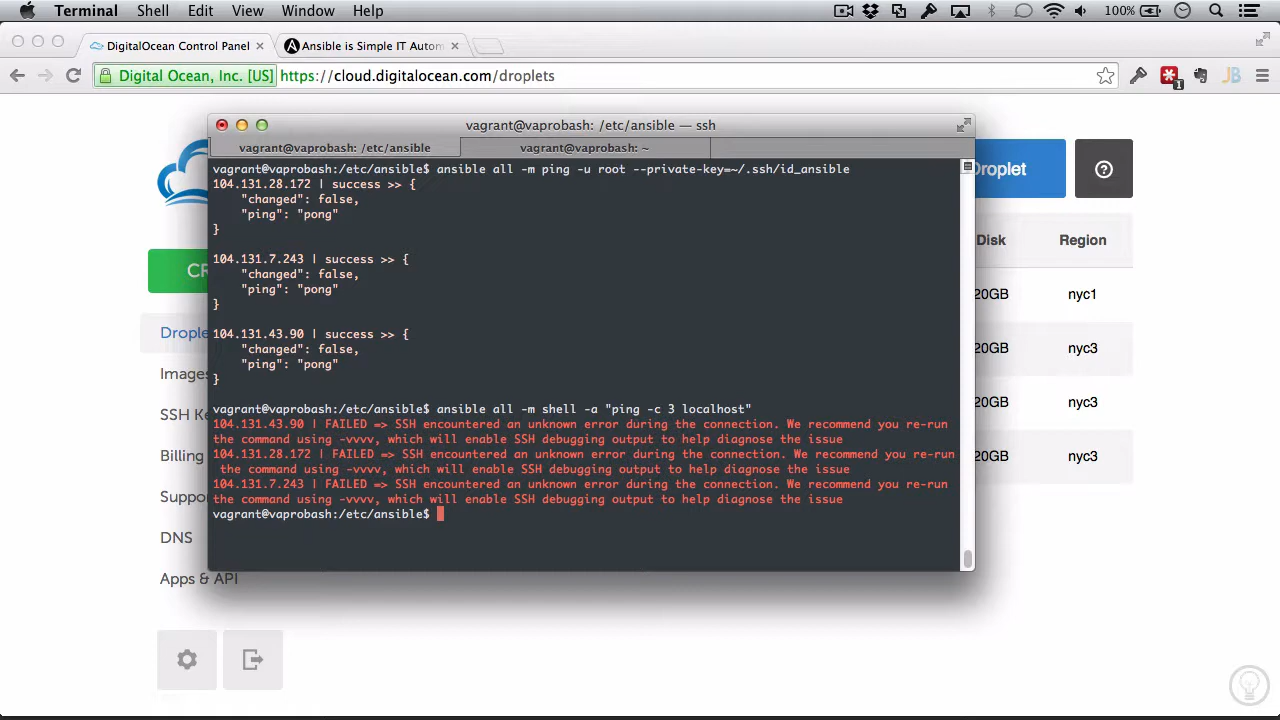 Terminal Shell Edit View Window Help 100%
DigitalOcean Control Panel × Ansible is Simple IT Autom ×
Digital Ocean, Inc. [US] https://cloud.digitalocean.com/droplets 1 JB
vagrant@vaprobash: /etc/ansible — ssh
vagrant@vaprobash: /etc/ansible vagrant@vaprobash: ~
vagrant@vaprobash:/etc/ansible$ ansible all -m ping -u root --private-key=~/.ssh/id_ansible
104.131.28.172 | success >> {
"changed": false,
"ping": "pong"
}
104.131.7.243 | success >> {
"changed": false,
"ping": "pong"
}
104.131.43.90 | success >> {
"changed": false,
"ping": "pong"
}
vagrant@vaprobash:/etc/ansible$ ansible all -m shell -a "ping -c 3 localhost"
104.131.43.90 | FAILED => SSH encountered an unknown error during the connection. We recommend you re-run
the command using -vvvv, which will enable SSH debugging output to help diagnose the issue
104.131.28.172 | FAILED => SSH encountered an unknown error during the connection. We recommend you re-run
the command using -vvvv, which will enable SSH debugging output to help diagnose the issue
104.131.7.243 | FAILED => SSH encountered an unknown error during the connection. We recommend you re-run
the command using -vvvv, which will enable SSH debugging output to help diagnose the issue
vagrant@vaprobash:/etc/ansible$
CR
Drople
Images
SSH Ke
Billing
Suppo
DNS
Apps & API
Droplet ?
Disk Region
20GB nyc1
20GB nyc3
20GB nyc3
20GB nyc3